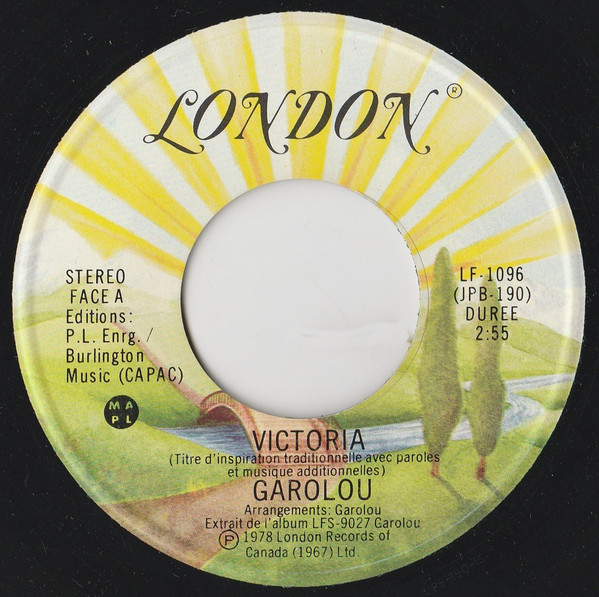 LONDON®
STEREO
FACE A
Editions:
P.L. Enrg. /
Burlington
Music (CAPAC)
MA
PL
LF-1096
(JPB-190)
DUREE
2:55
VICTORIA
(Titre d'inspiration traditionnelle avec paroles
et musique additionnelles)
GAROLOU
Arrangements: Garolou
Extrait de l'album LFS-9027 Garolou
Ⓟ 1978 London Records of
Canada (1967) Ltd.